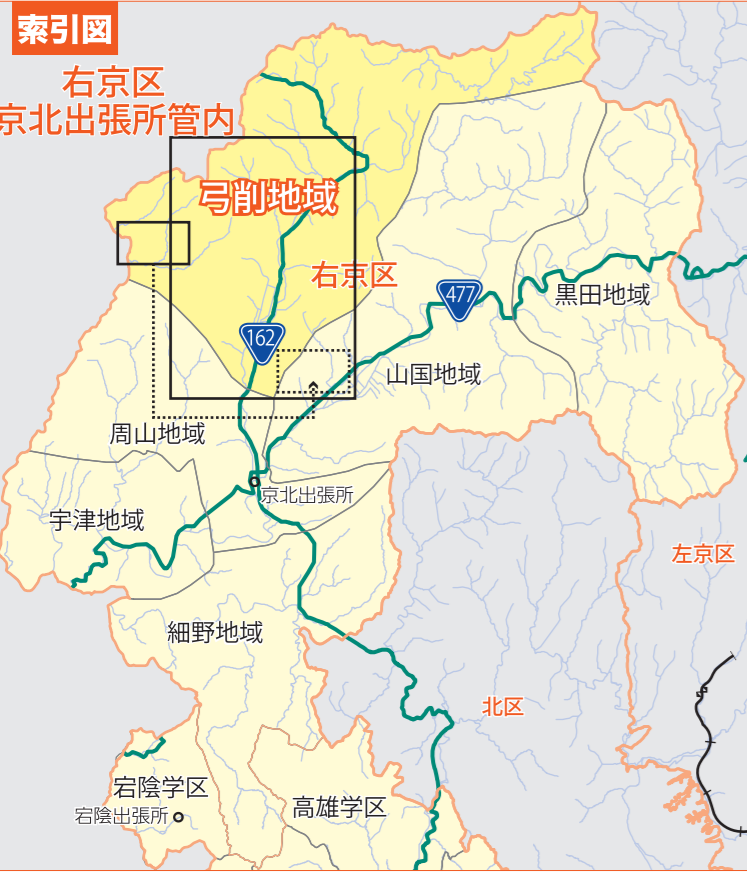 索引図
右京区
京北出張所管内
弓削地域
右京区
477
黒田地域
162
山国地域
周山地域
京北出張所
宇津地域
左京区
細野地域
北区
宕陰学区
宕陰出張所
高雄学区